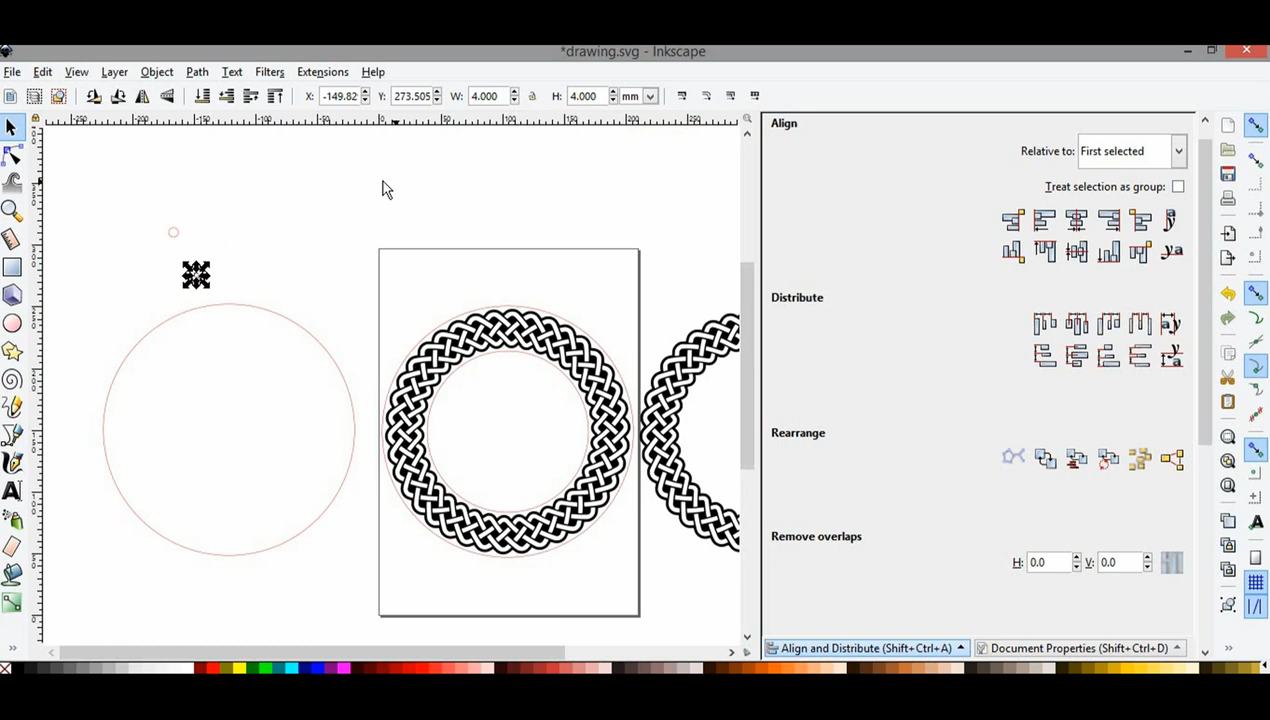 *drawing.svg - Inkscape
File Edit View Layer Object Path Text Filters Extensions Help
X: -149.82 Y: 273.505 W: 4.000 H: 4.000 mm
Align
Relative to: First selected
Treat selection as group:
Distribute
Rearrange
Remove overlaps
H: 0.0 V: 0.0
Align and Distribute (Shift+Ctrl+A) Document Properties (Shift+Ctrl+D)